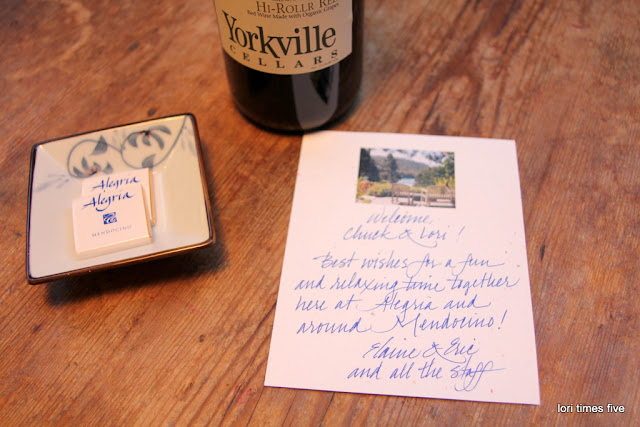 Hi-Rollr Red
Red Wine Made with Organic Grapes
Yorkville
CELLARS
Alegria
Alegria
MENDOCINO
Welcome,
Chuck & Lori!
Best wishes for a fun
and relaxing time together
here at Alegria and
around Mendocino!
Elaine & Eric
and all the staff
lori times five